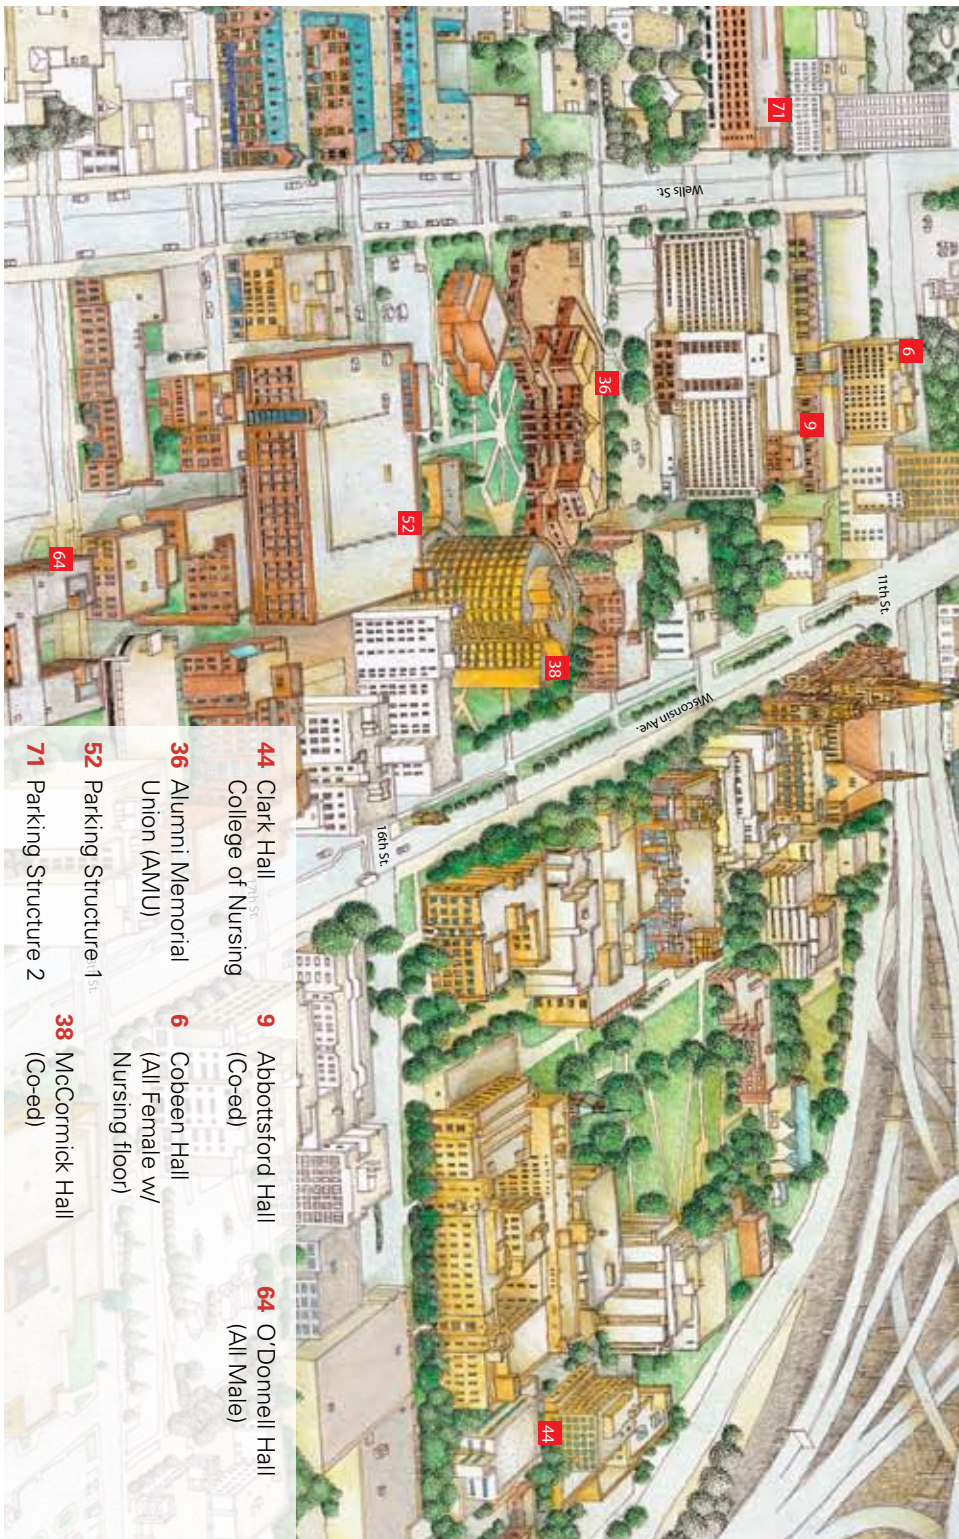 6
11th St.
9
71
Wells St.
Wisconsin Ave.
36
38
44
52
16th St.
64
44 Clark Hall
College of Nursing
36 Alumni Memorial
Union (AMU)
52 Parking Structure 1
71 Parking Structure 2
9 Abbottsford Hall
(Co-ed)
6 Cobeen Hall
(All Female w/
Nursing floor)
38 McCormick Hall
(Co-ed)
64 O'Donnell Hall
(All Male)
17th St.